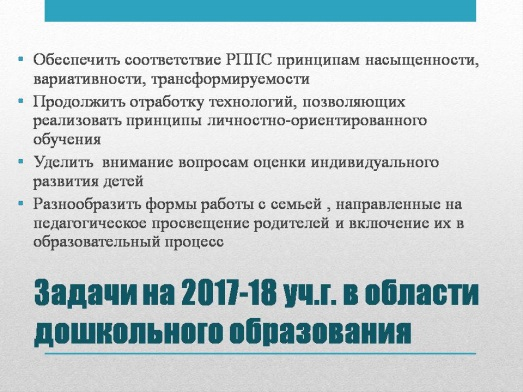 Обеспечить соответствие РППС принципам насыщенности,
вариативности, трансформируемости
Продолжить отработку технологий, позволяющих
реализовать принципы личностно-ориентированного
обучения
Уделить  внимание вопросам оценки индивидуального
развития детей
Разнообразить формы работы с семьей , направленные на
педагогическое просвещение родителей и включение их в
образовательный процесс
Задачи на 2017-18 уч.г. в области
дошкольного образования